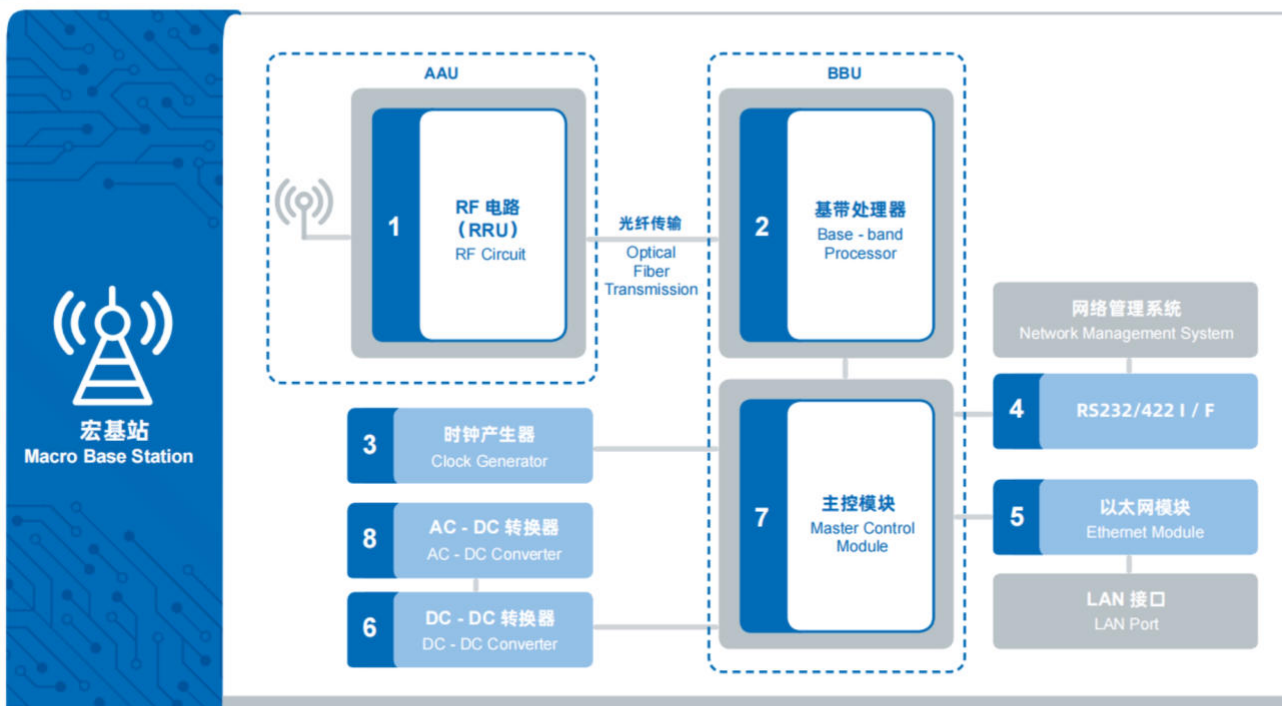 宏基站
Macro Base Station
AAU
1
RF 电路
（RRU）
RF Circuit
光纤传输
Optical
Fiber
Transmission
BBU
2
基带处理器
Base - band
Processor
3
时钟产生器
Clock Generator
8
AC - DC 转换器
AC - DC Converter
6
DC - DC 转换器
DC - DC Converter
7
主控模块
Master Control
Module
网络管理系统
Network Management System
4
RS232/422 I / F
5
以太网模块
Ethernet Module
LAN 接口
LAN Port